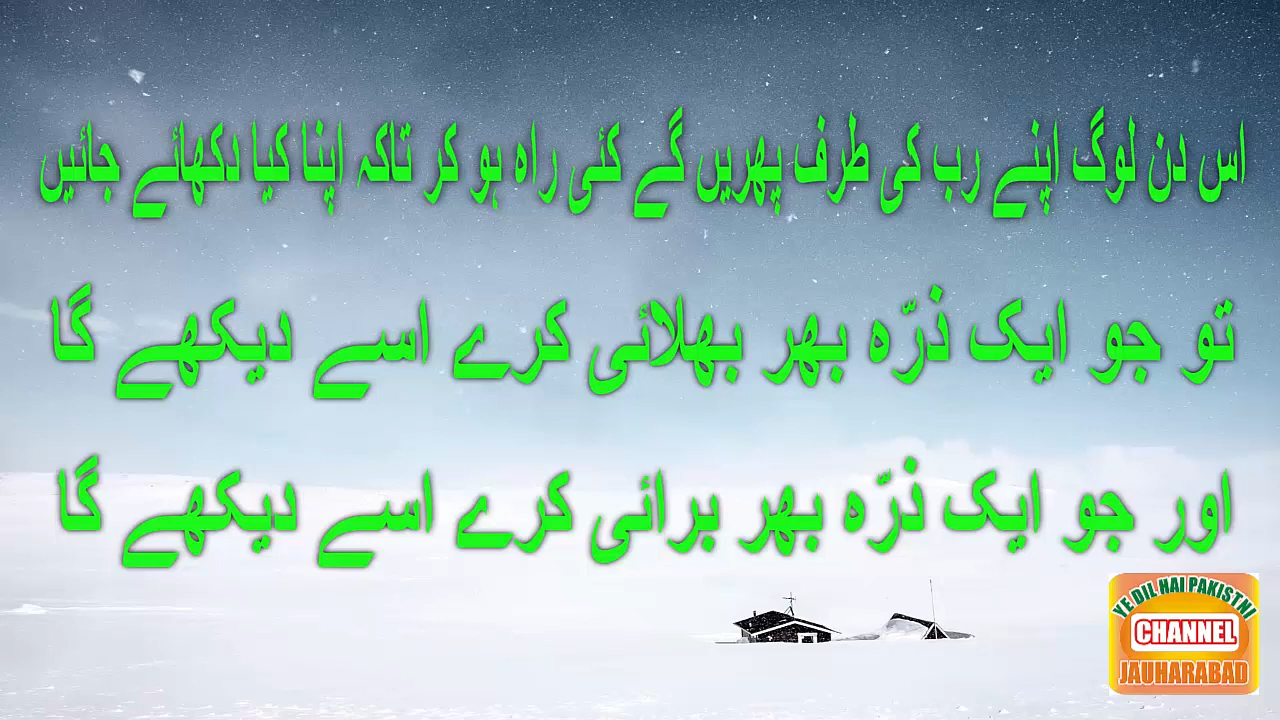 اس دن لوگ اپنے رب کی طرف پھریں گے کئی راہ ہو کر تاکہ اپنا کیا دکھائے جائیں
تو جو ایک ذرّہ بھر بھلائی کرے اسے دیکھے گا
اور جو ایک ذرّہ بھر برائی کرے اسے دیکھے گا
YE DIL HAI PAKISTNI
CHANNEL
JAUHARABAD